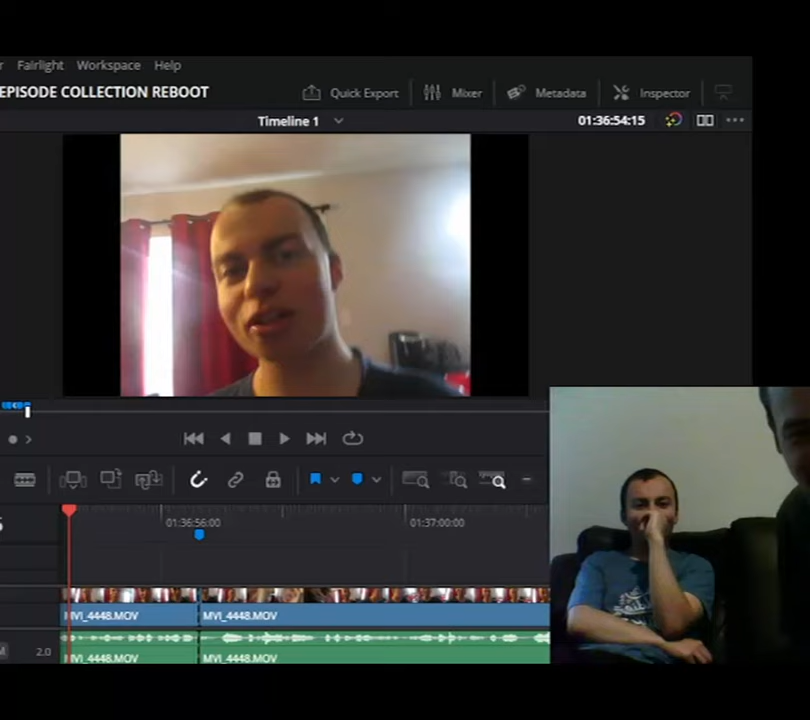 Fairlight Workspace Help
EPISODE COLLECTION REBOOT Quick Export Mixer Metadata Inspector
Timeline 1 01:36:54:15
01:36:56:00 01:37:00:00
MVI_4448.MOV MVI_4448.MOV
2.0 MVI_4448.MOV MVI_4448.MOV